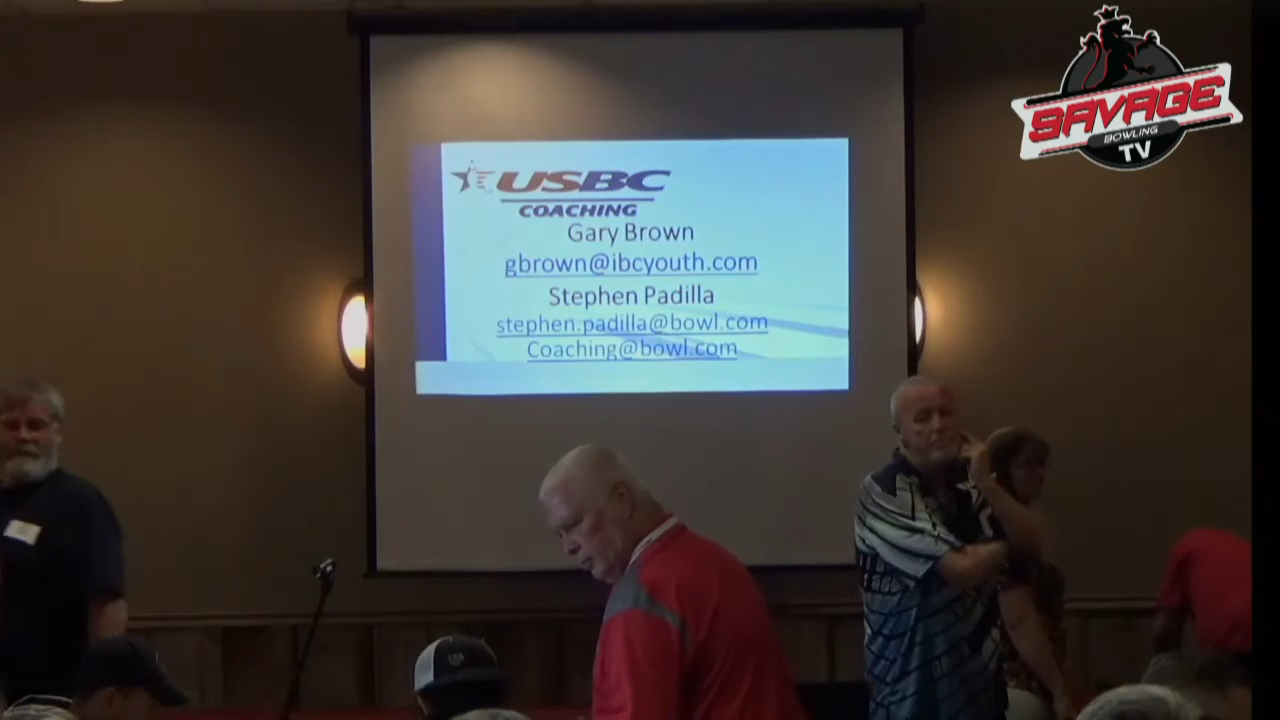 SAVAGE
BOWLING
TV
USBC
COACHING
Gary Brown
gbrown@ibcyouth.com
Stephen Padilla
stephen.padilla@bowl.com
Coaching@bowl.com